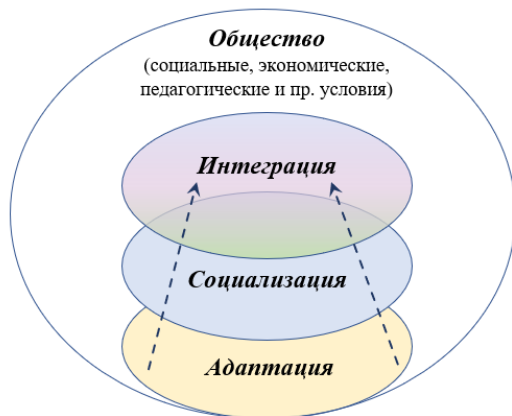 Общество
(социальные, экономические,
педагогические и пр. условия)
Интеграция
Социализация
Адаптация